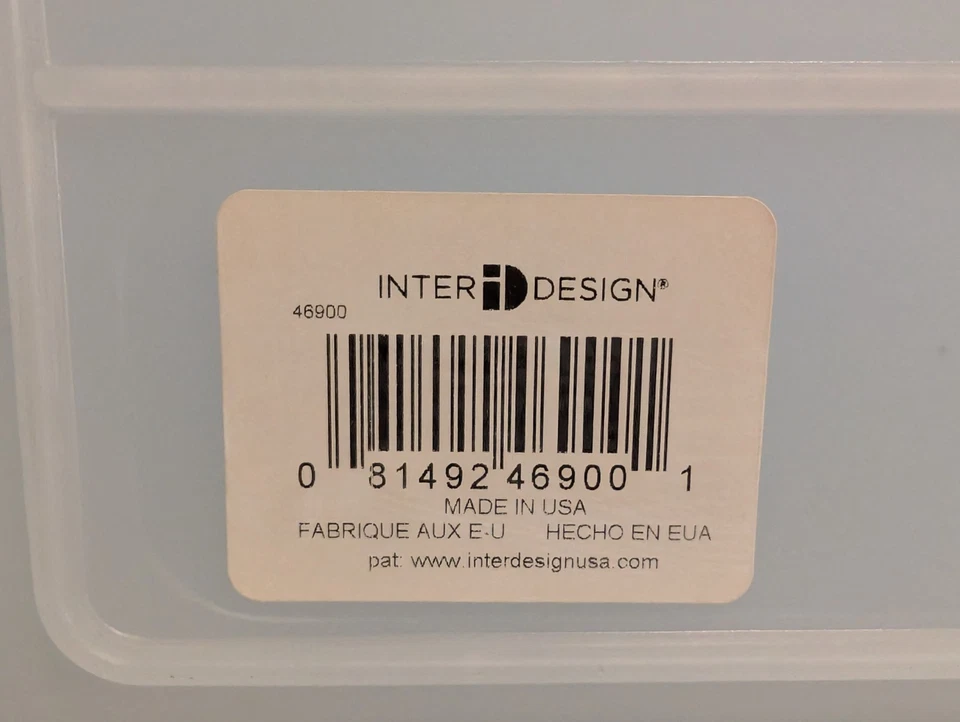 INTER iD DESIGN®
46900
0 81492 46900 1
MADE IN USA
FABRIQUE AUX E-U HECHO EN EUA
pat: www.interdesignusa.com